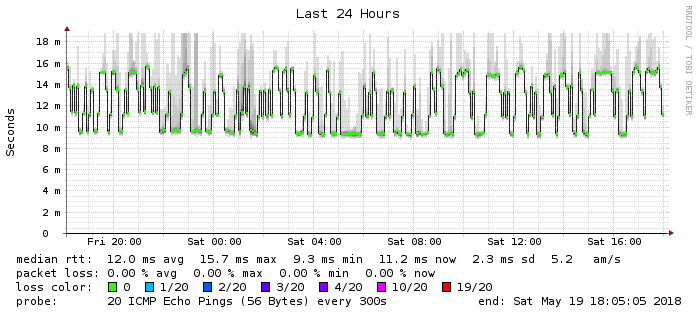 Last 24 Hours
RRDTOOL / TOBI OETIKER
Seconds
18 m
16 m
14 m
12 m
10 m
8 m
6 m
4 m
2 m
0
Fri 20:00 Sat 00:00 Sat 04:00 Sat 08:00 Sat 12:00 Sat 16:00
median rtt: 12.0 ms avg 15.7 ms max 9.3 ms min 11.2 ms now 2.3 ms sd 5.2 am/s
packet loss: 0.00 % avg 0.00 % max 0.00 % min 0.00 % now
loss color: 0 1/20 2/20 3/20 4/20 10/20 19/20
probe: 20 ICMP Echo Pings (56 Bytes) every 300s end: Sat May 19 18:05:05 2018